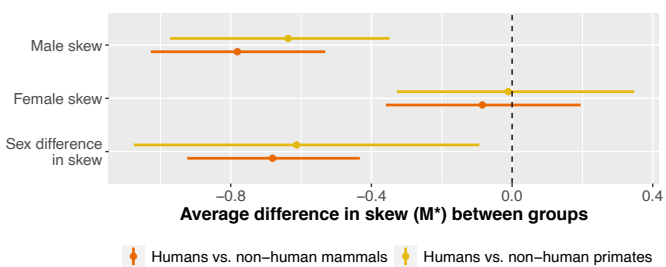 Male skew
Female skew
Sex difference
in skew
−0.8 −0.4 0.0 0.4
Average difference in skew (M*) between groups
Humans vs. non−human mammals Humans vs. non−human primates